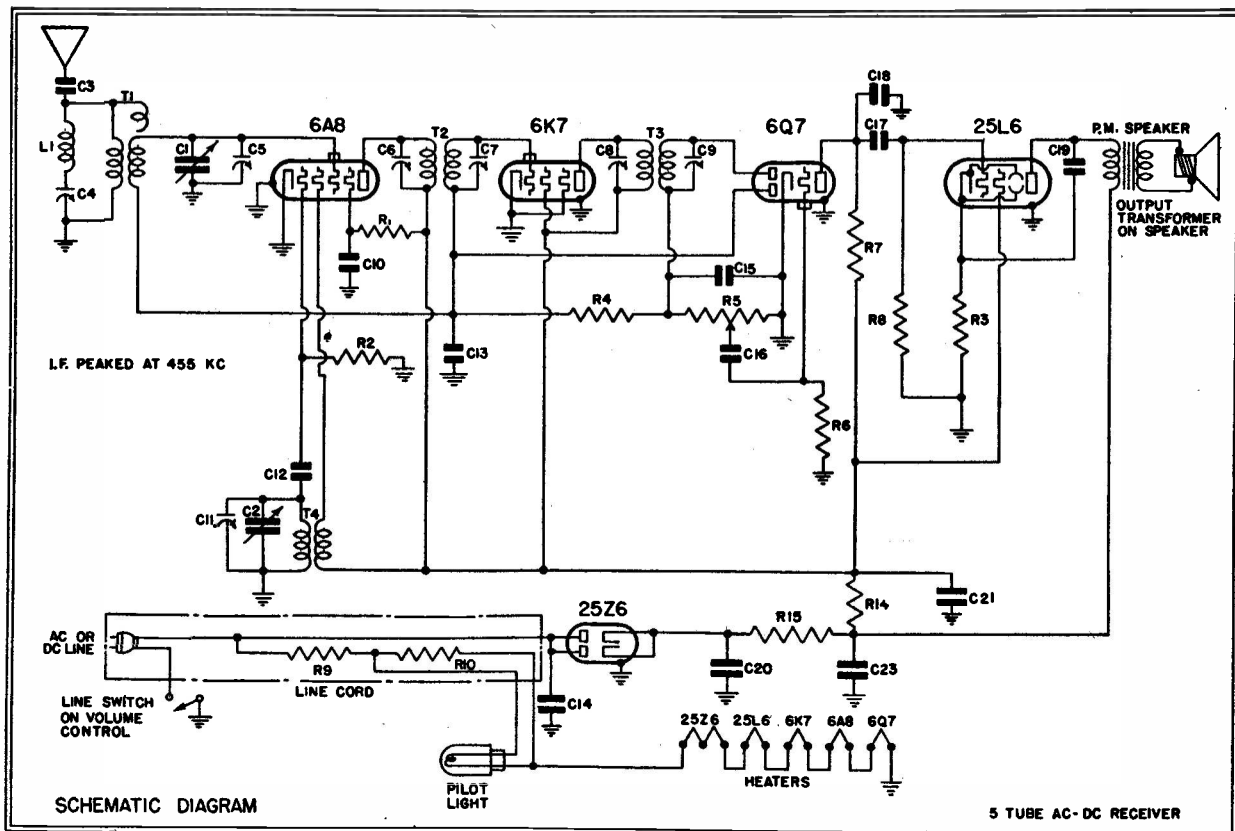 C3
T1
6A8
T2
6K7
T3
6Q7
C18
C17
25L6
P.M. SPEAKER
L1
C1
C5
C6
C7
C8
C9
C19
C4
OUTPUT
TRANSFORMER
ON SPEAKER
R1
C10
C15
R7
R4
R5
R8
R3
I.F. PEAKED AT 455 KC
R2
C13
C16
R6
C12
C11
C2
T4
25Z6
R14
C21
AC OR
DC LINE
R15
R9
R10
C20
C23
LINE CORD
LINE SWITCH
ON VOLUME
CONTROL
C14
25Z6
25L6
6K7
6A8
6Q7
HEATERS
PILOT
LIGHT
SCHEMATIC DIAGRAM
5 TUBE AC-DC RECEIVER